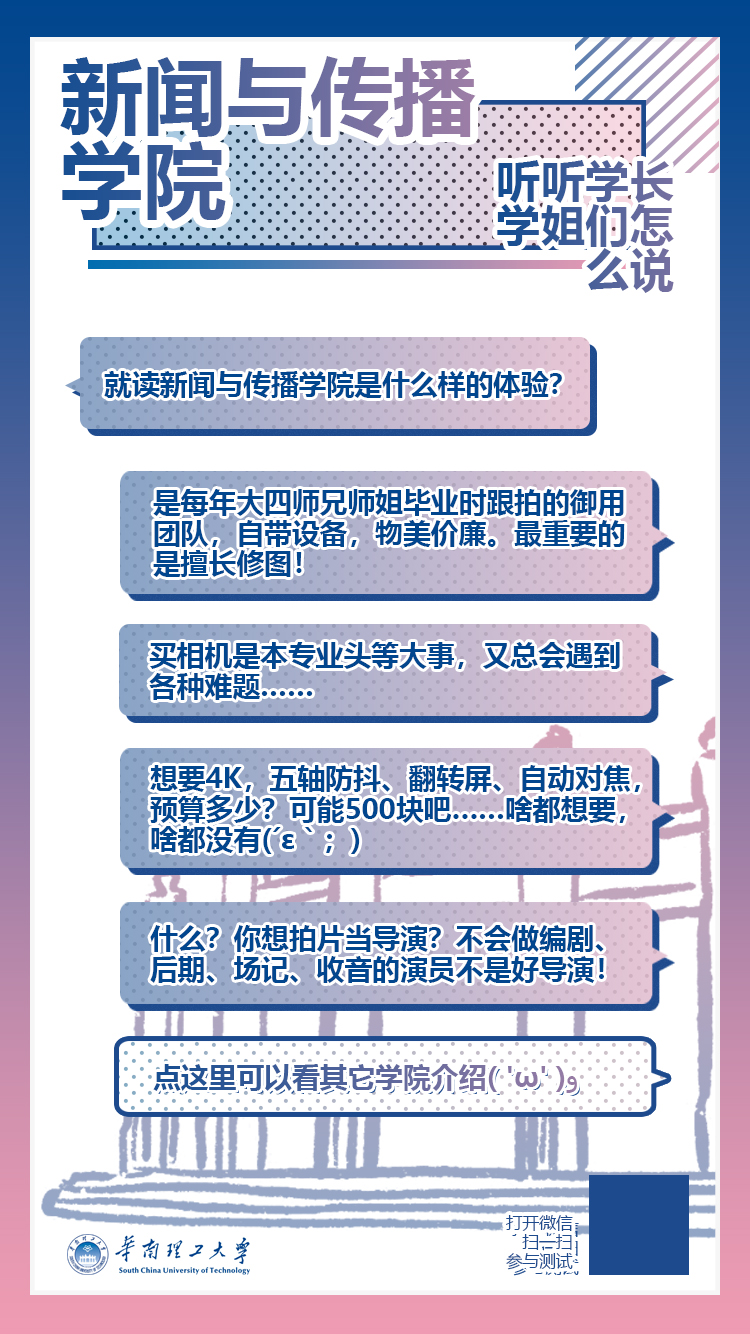 新闻与传播
学院
听听学长
学姐们怎
么说
就读新闻与传播学院是什么样的体验？
是每年大四师兄师姐毕业时跟拍的御用
团队，自带设备，物美价廉。最重要的
是擅长修图！
买相机是本专业头等大事，又总会遇到
各种难题……
想要4K，五轴防抖、翻转屏、自动对焦，
预算多少？可能500块吧……啥都想要，
啥都没有(´ε｀；)
什么？你想拍片当导演？不会做编剧、
后期、场记、收音的演员不是好导演！
点这里可以看其它学院介绍( 'ω' )و
打开微信
扫一扫
参与测试
华南理工大学
South China University of Technology